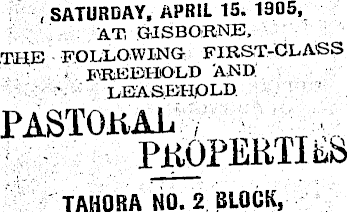 SATURDAY, APRIL 15, 1905,
AT GISBORNE,
THE FOLLOWING FIRST-CLASS
FREEHOLD AND
LEASEHOLD
PASTORAL
PROPERTIES
TAHORA NO. 2 BLOCK,